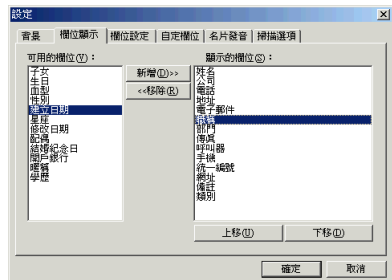 設定
背景 欄位顯示 欄位設定 自定欄位 名片發音 掃描選項
可用的欄位(V)：
子女
生日
血型
性別
建立日期
星座
修改日期
配偶
結婚紀念日
開戶銀行
暱稱
學歷
新增(D)>>
<<移除(R)
顯示的欄位(S)：
姓名
公司
電話
地址
電子郵件
職稱
部門
傳真
呼叫器
手機
統一編號
網址
備註
類別
上移(U) 下移(D)
確定 取消